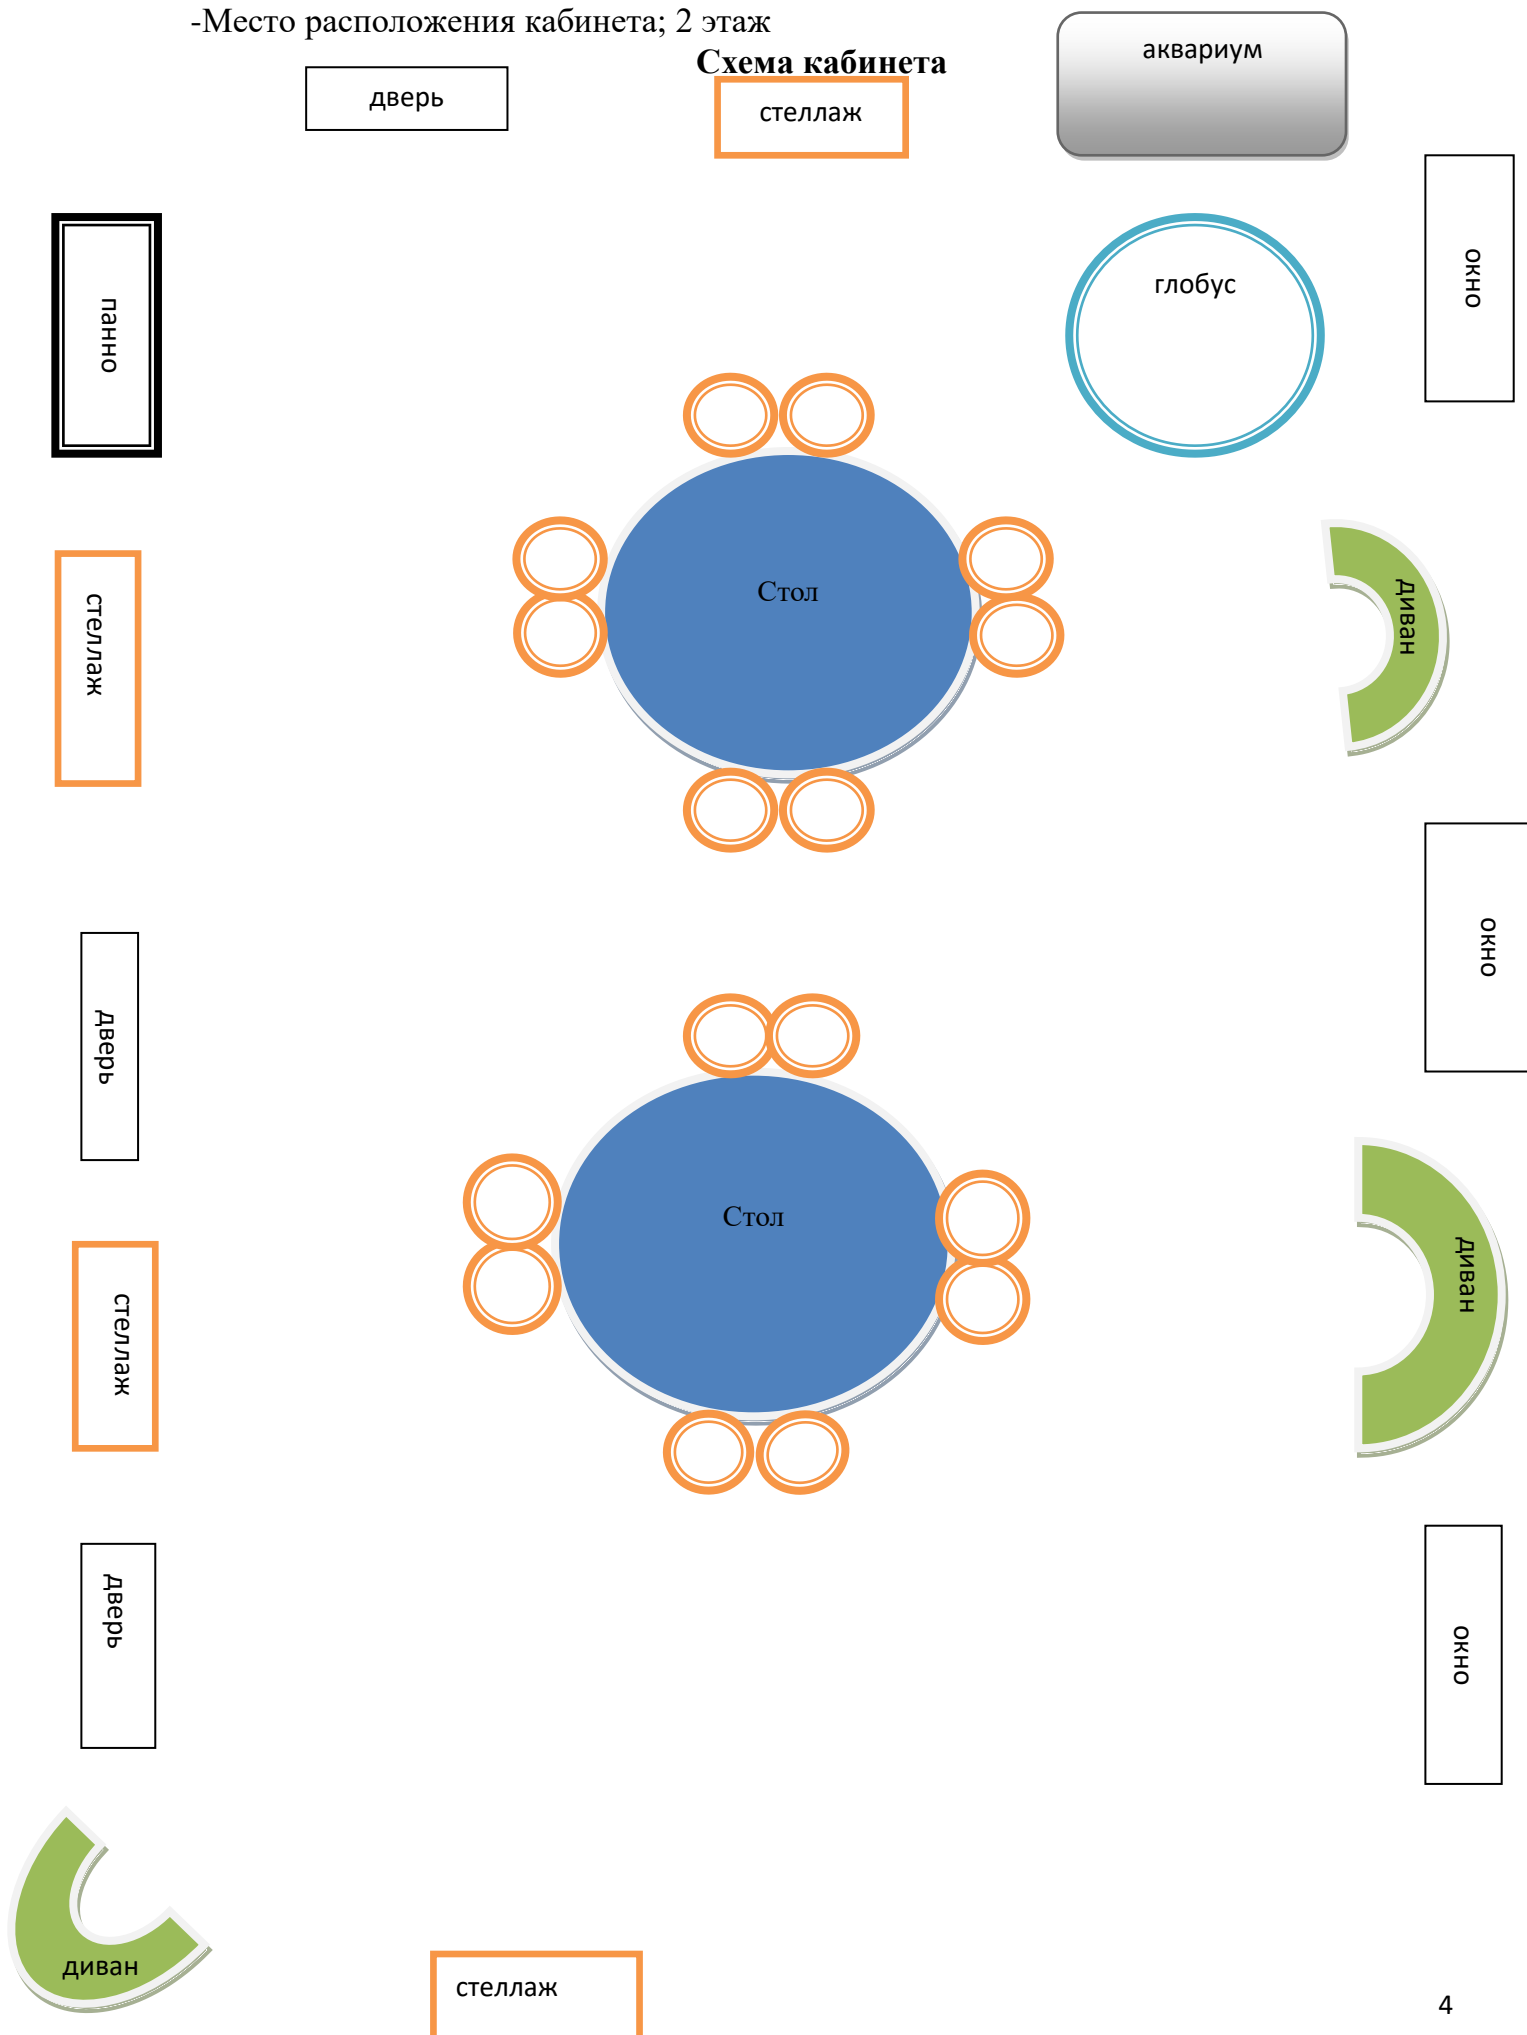 -Место расположения кабинета; 2 этаж
Схема кабинета
аквариум
дверь
стеллаж
окно
глобус
панно
Стол
диван
стеллаж
окно
дверь
Стол
диван
стеллаж
дверь
окно
диван
стеллаж
4